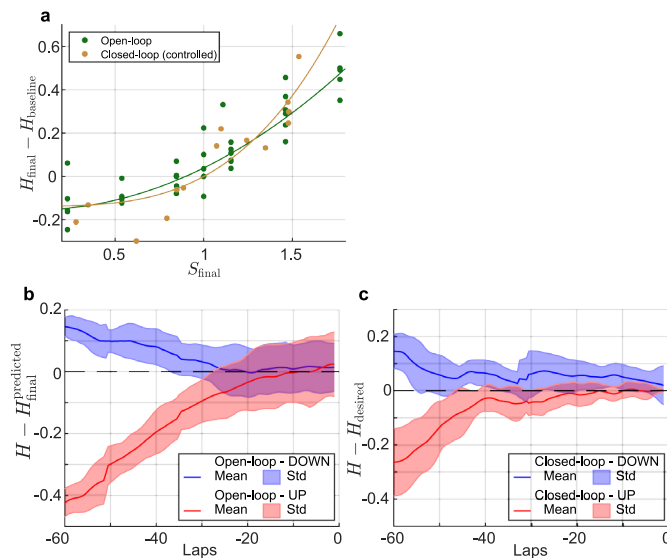 a
Open-loop
Closed-loop (controlled)
H_final − H_baseline
0.6
0.4
0.2
0
-0.2
0.5
1
1.5
S_final
b
0.2
0
-0.2
-0.4
H − H_final^predicted
-60
-40
-20
0
Laps
Open-loop - DOWN
Mean
Std
Open-loop - UP
Mean
Std
c
0.4
0.2
0
-0.2
-0.4
H − H_desired
-60
-40
-20
0
Laps
Closed-loop - DOWN
Mean
Std
Closed-loop - UP
Mean
Std